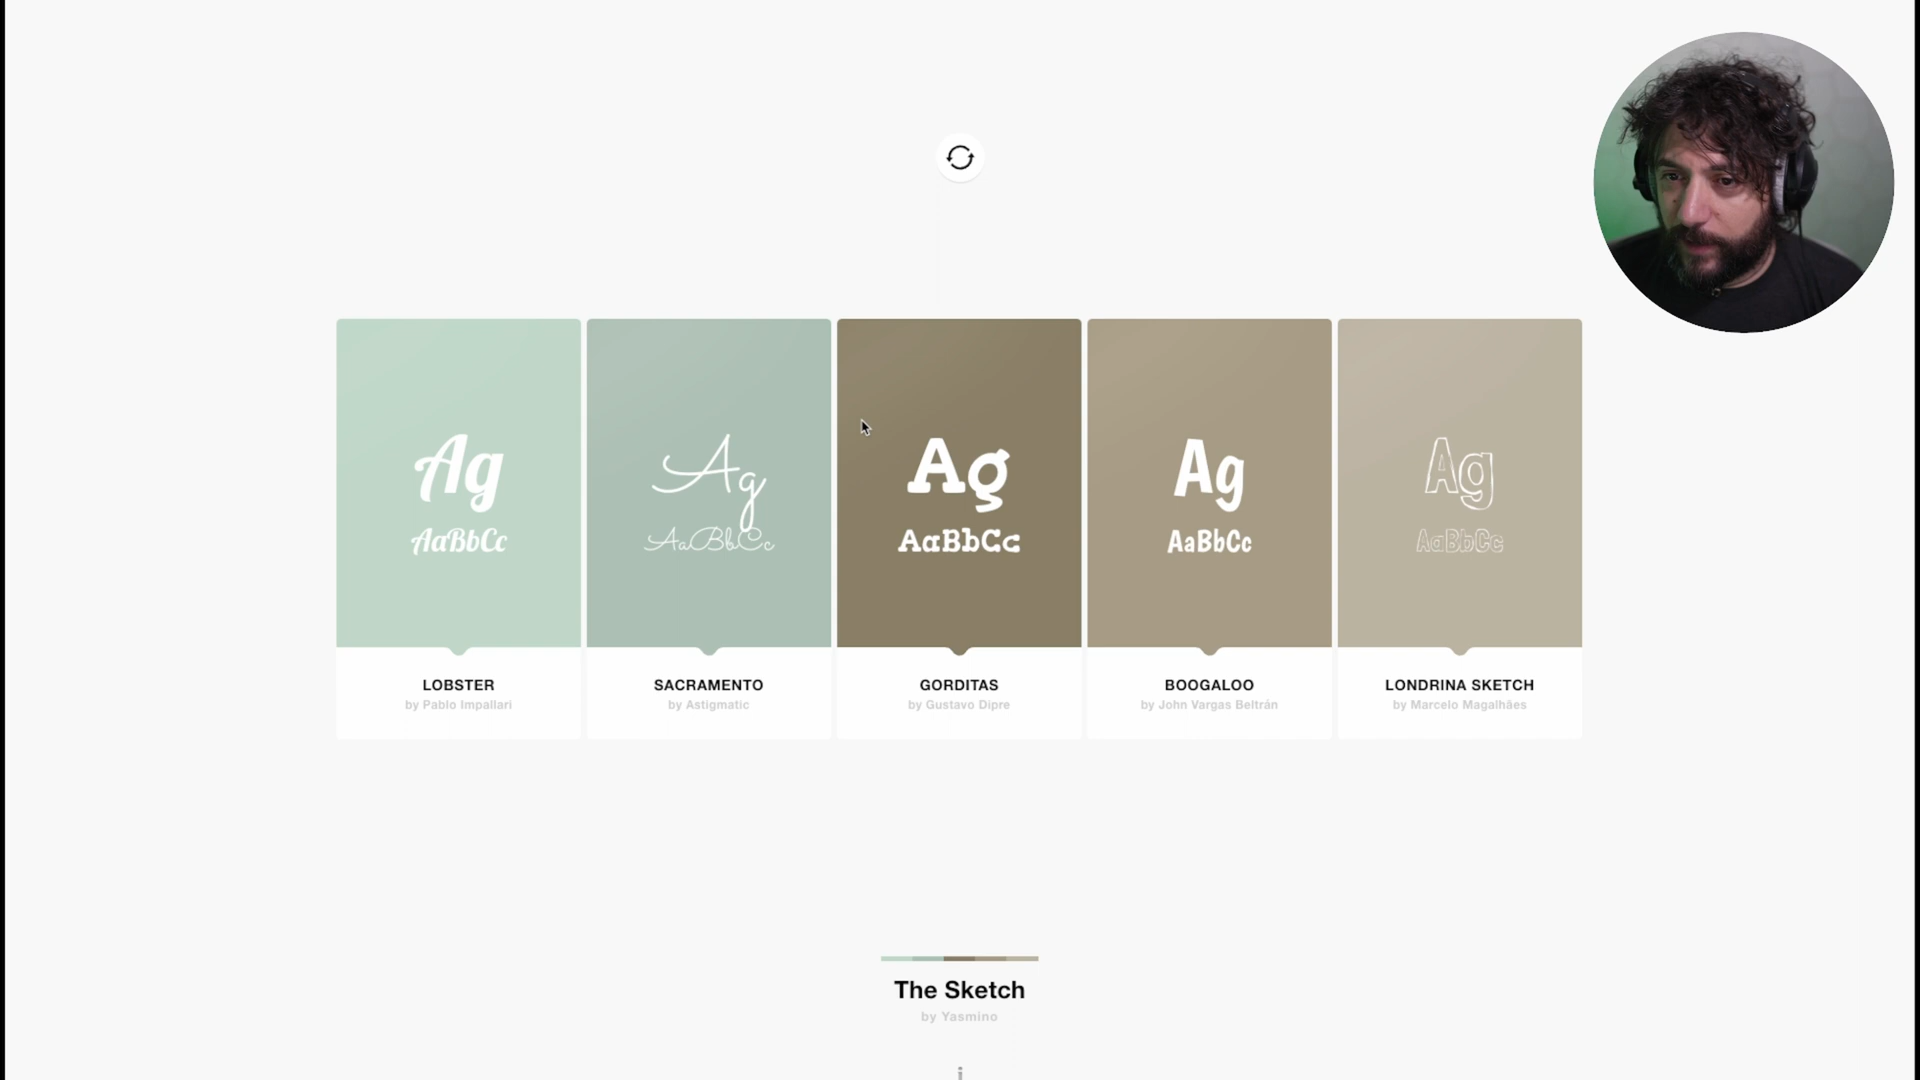 Ag
AaBbCc
LOBSTER
by Pablo Impallari
Ag
AaBbCc
SACRAMENTO
by Astigmatic
Ag
AaBbCc
GORDITAS
by Gustavo Dipre
Ag
AaBbCc
BOOGALOO
by John Vargas Beltrán
Ag
AaBbCc
LONDRINA SKETCH
by Marcelo Magalhães
The Sketch
by Yasmino